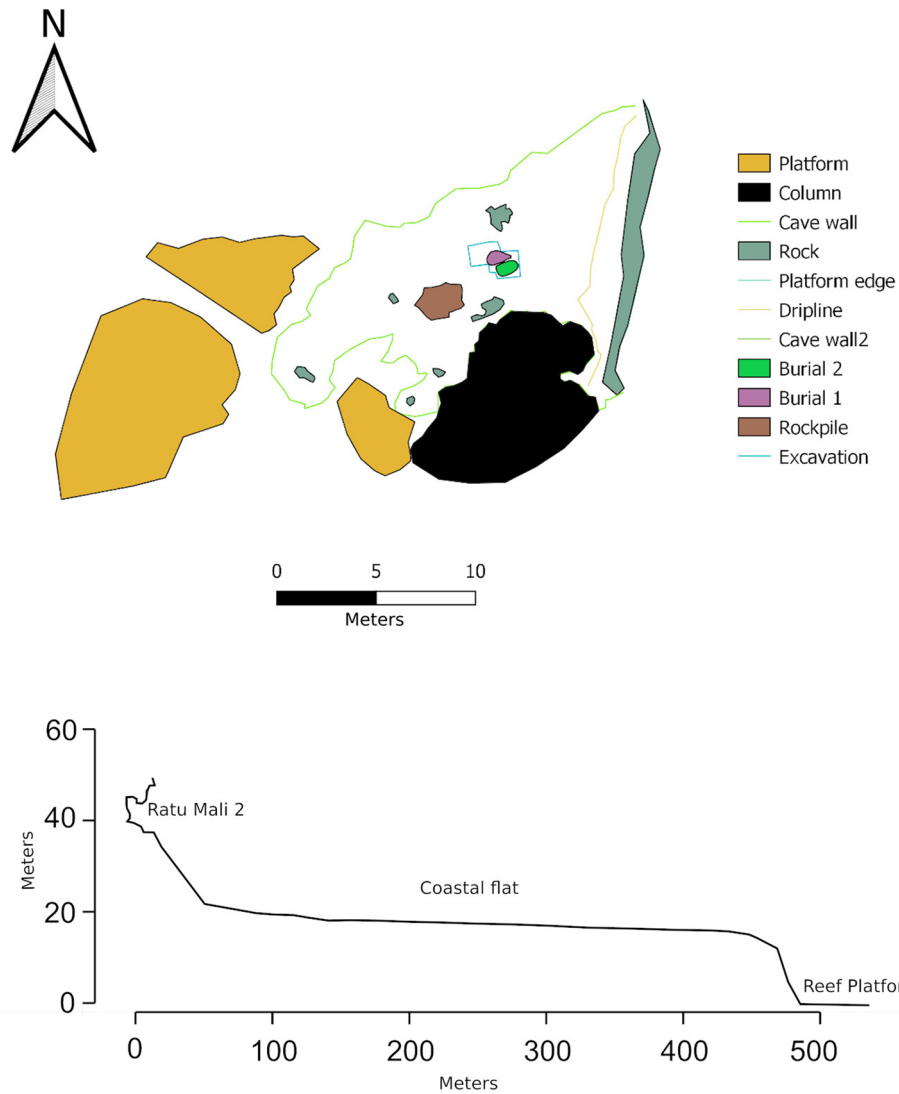 N
Platform
Column
Cave wall
Rock
Platform edge
Dripline
Cave wall2
Burial 2
Burial 1
Rockpile
Excavation
0 5 10
Meters
60
40
20
0
Meters
Ratu Mali 2
Coastal flat
Reef Platfo
0 100 200 300 400 500
Meters